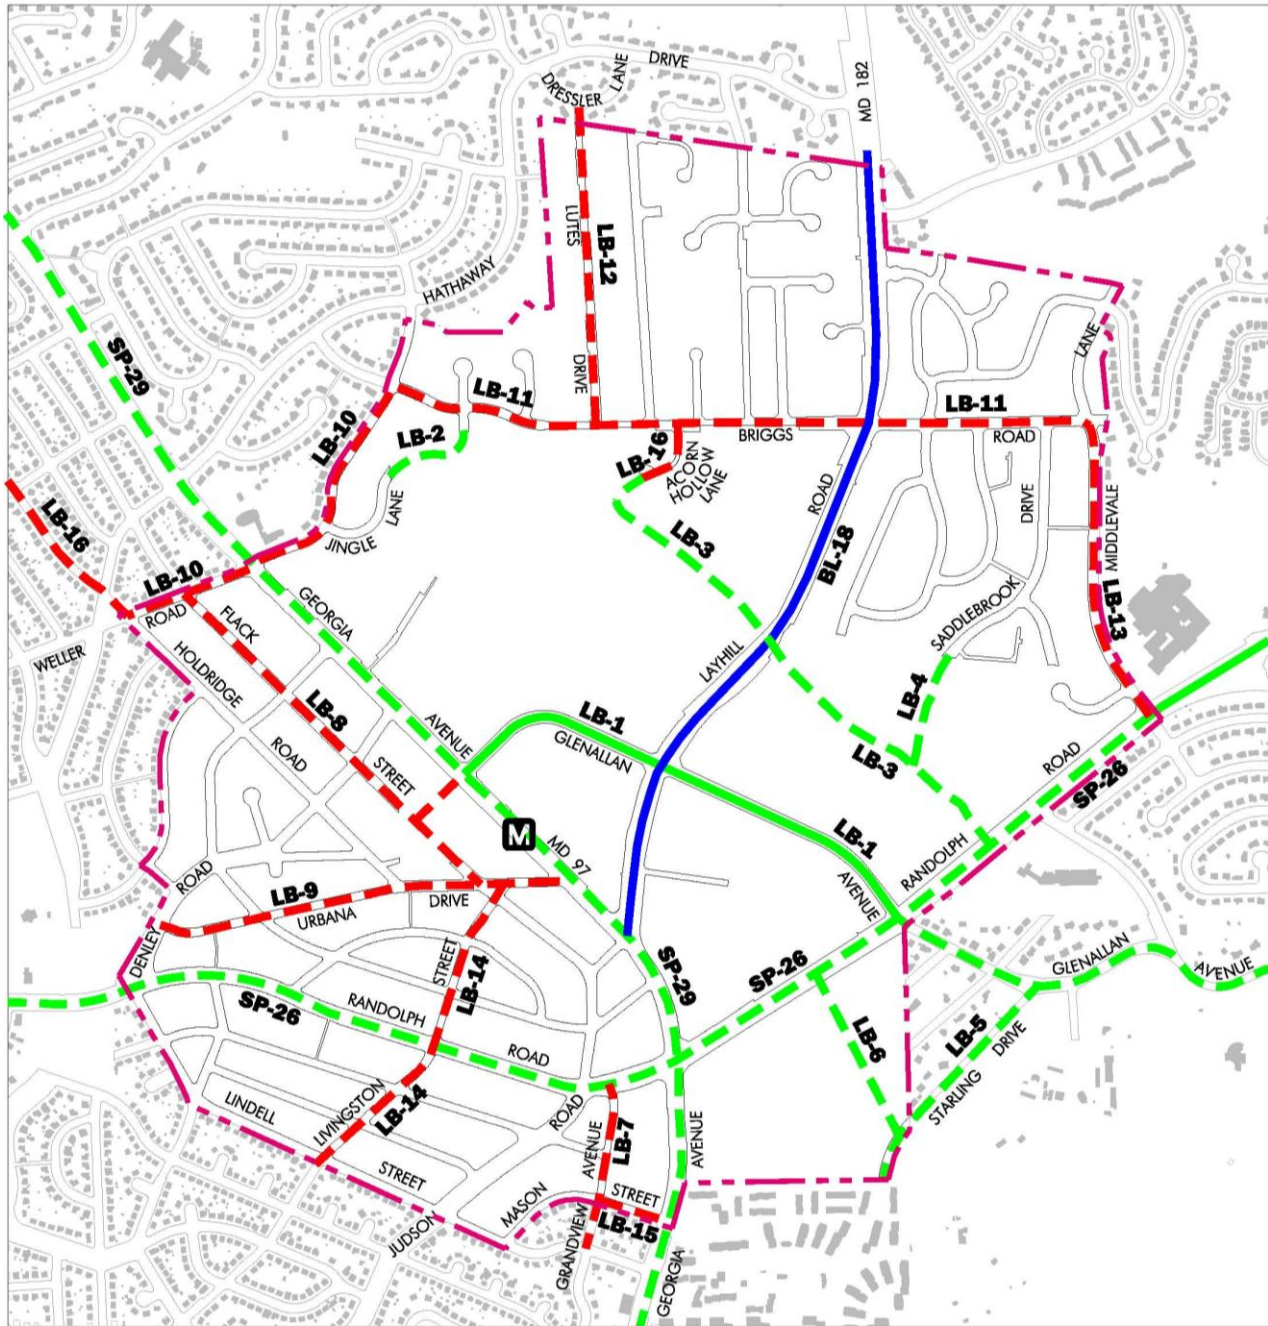 DRIVE
LANE
DRESSLER
MD 182
LUTES
LB-12
HATHAWAY
SP-29
LANE
DRIVE
LB-11
LB-11
LB-10
LB-2
BRIGGS
ROAD
LB-16
ACORN
HOLLOW
LANE
LANE
JINGLE
ROAD
DRIVE
MIDDLEVALE
LB-16
LB-3
BL-18
LB-10
ROAD
FLACK
GEORGIA
SADDLEBROOK
LB-13
WELLER
HOLDRIDGE
LAYHILL
LB-4
LB-8
AVENUE
LB-1
GLENALLAN
LB-3
ROAD
ROAD
STREET
SP-26
M
MD 97
LB-1
RANDOLPH
ROAD
LB-9
URBANA
DRIVE
AVENUE
DENLEY
STREET
LB-14
SP-29
SP-26
GLENALLAN
AVENUE
SP-26
RANDOLPH
ROAD
LB-6
LB-5
DRIVE
STARLING
LINDELL
LIVINGSTON
LB-14
ROAD
AVENUE
LB-7
AVENUE
STREET
MASON
STREET
JUDSON
LB-15
GRANDVIEW
GEORGIA